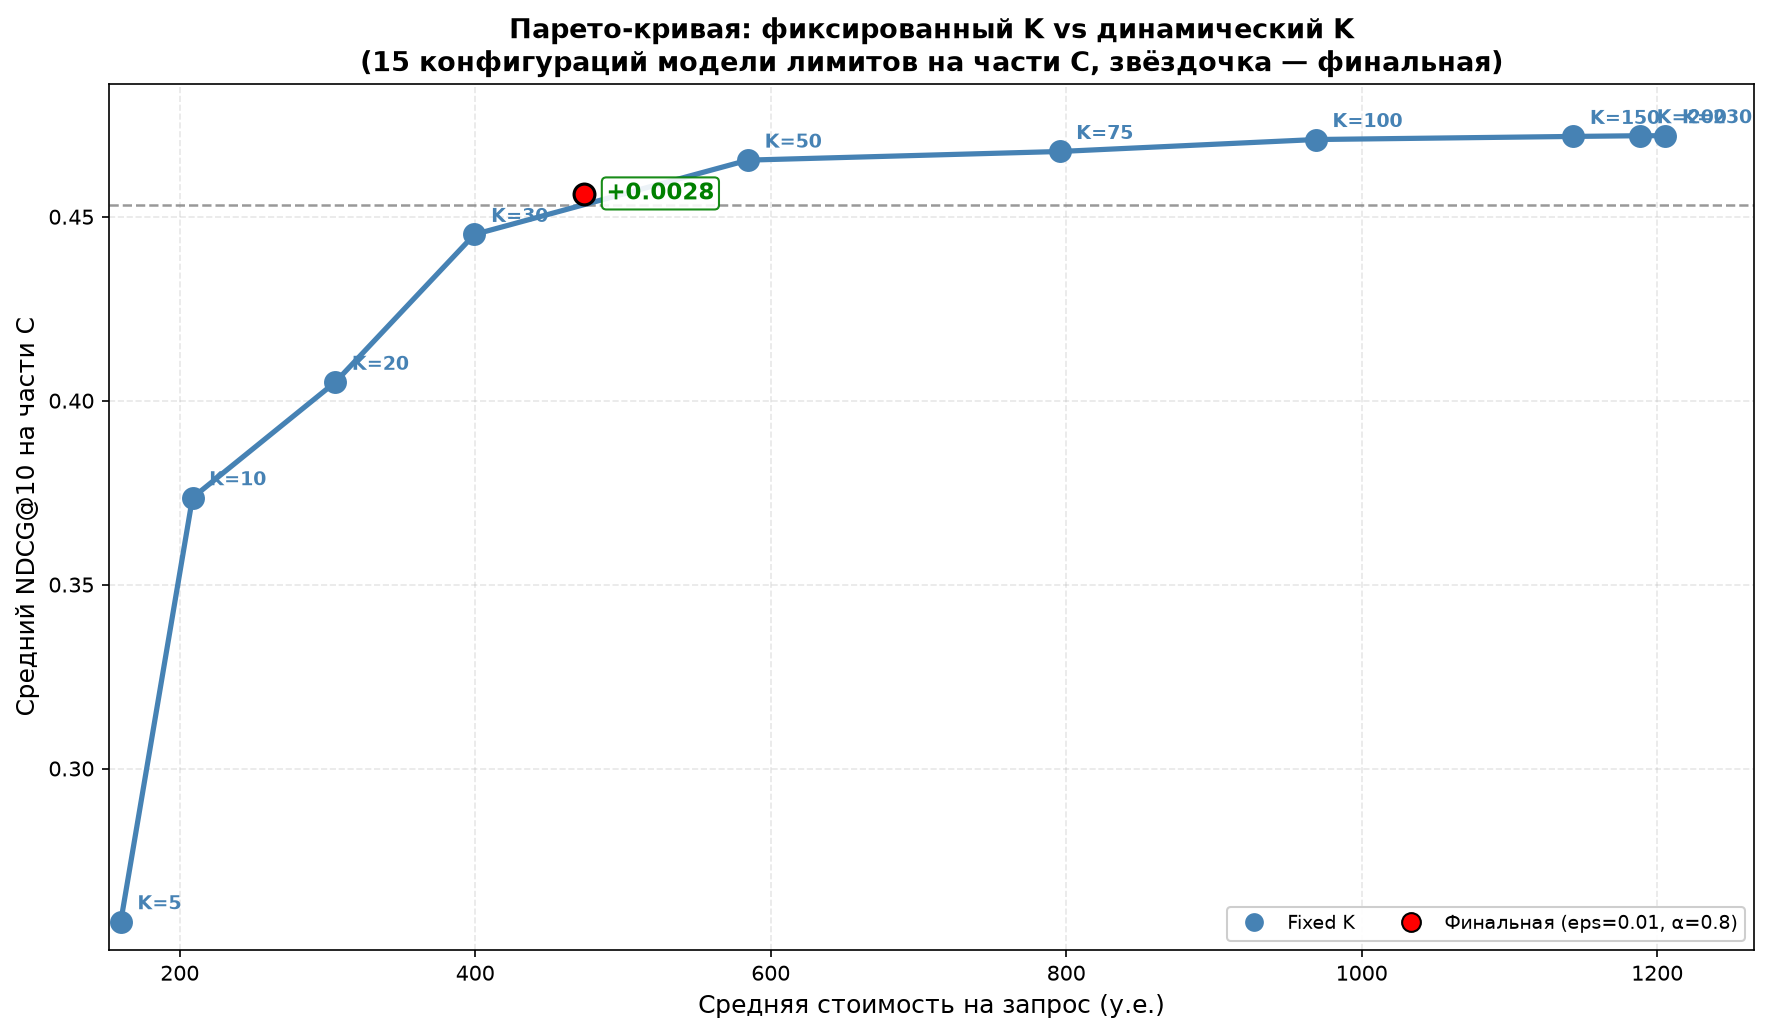 Парето-кривая: фиксированный K vs динамический K
(15 конфигураций модели лимитов на части C, звёздочка — финальная)
K=50
K=75
K=100
K=150
K=200
K=230
+0.0028
K=30
K=20
K=10
K=5
0.45
0.40
0.35
0.30
Средний NDCG@10 на части C
Fixed K
Финальная (eps=0.01, α=0.8)
200
400
600
800
1000
1200
Средняя стоимость на запрос (у.е.)